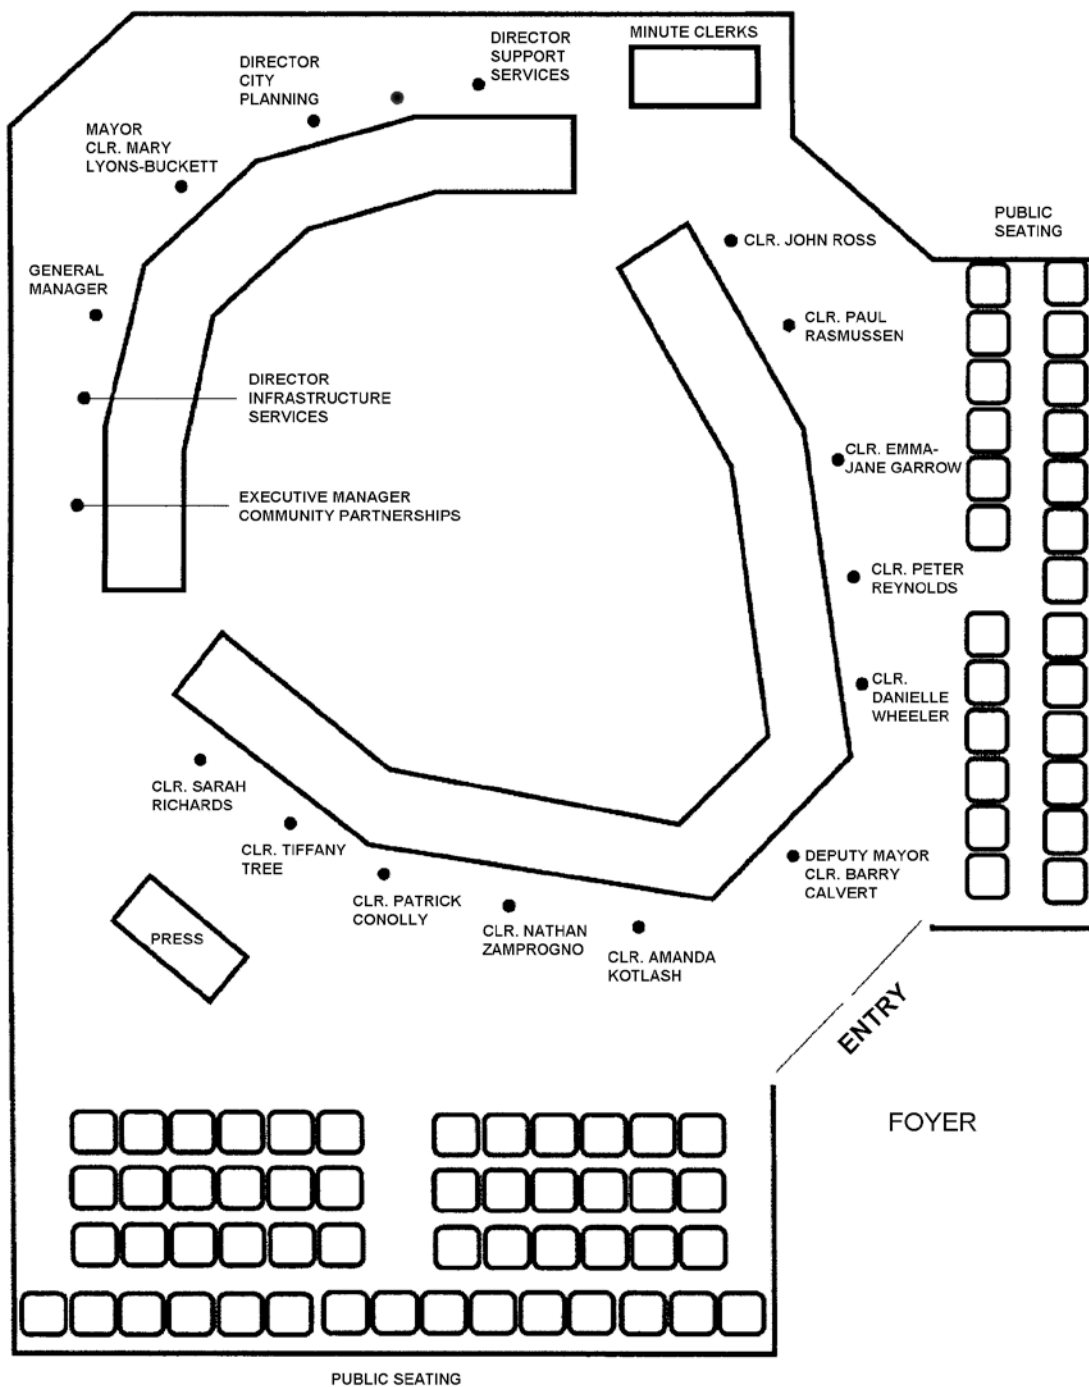 MINUTE CLERKS
DIRECTOR
SUPPORT
SERVICES
DIRECTOR
CITY
PLANNING
MAYOR
CLR. MARY
LYONS-BUCKETT
GENERAL
MANAGER
DIRECTOR
INFRASTRUCTURE
SERVICES
EXECUTIVE MANAGER
COMMUNITY PARTNERSHIPS
PUBLIC
SEATING
CLR. JOHN ROSS
CLR. PAUL
RASMUSSEN
CLR. EMMA-
JANE GARROW
CLR. PETER
REYNOLDS
CLR.
DANIELLE
WHEELER
DEPUTY MAYOR
CLR. BARRY
CALVERT
CLR. SARAH
RICHARDS
CLR. TIFFANY
TREE
CLR. PATRICK
CONOLLY
CLR. NATHAN
ZAMPROGNO
CLR. AMANDA
KOTLASH
PRESS
ENTRY
FOYER
PUBLIC SEATING